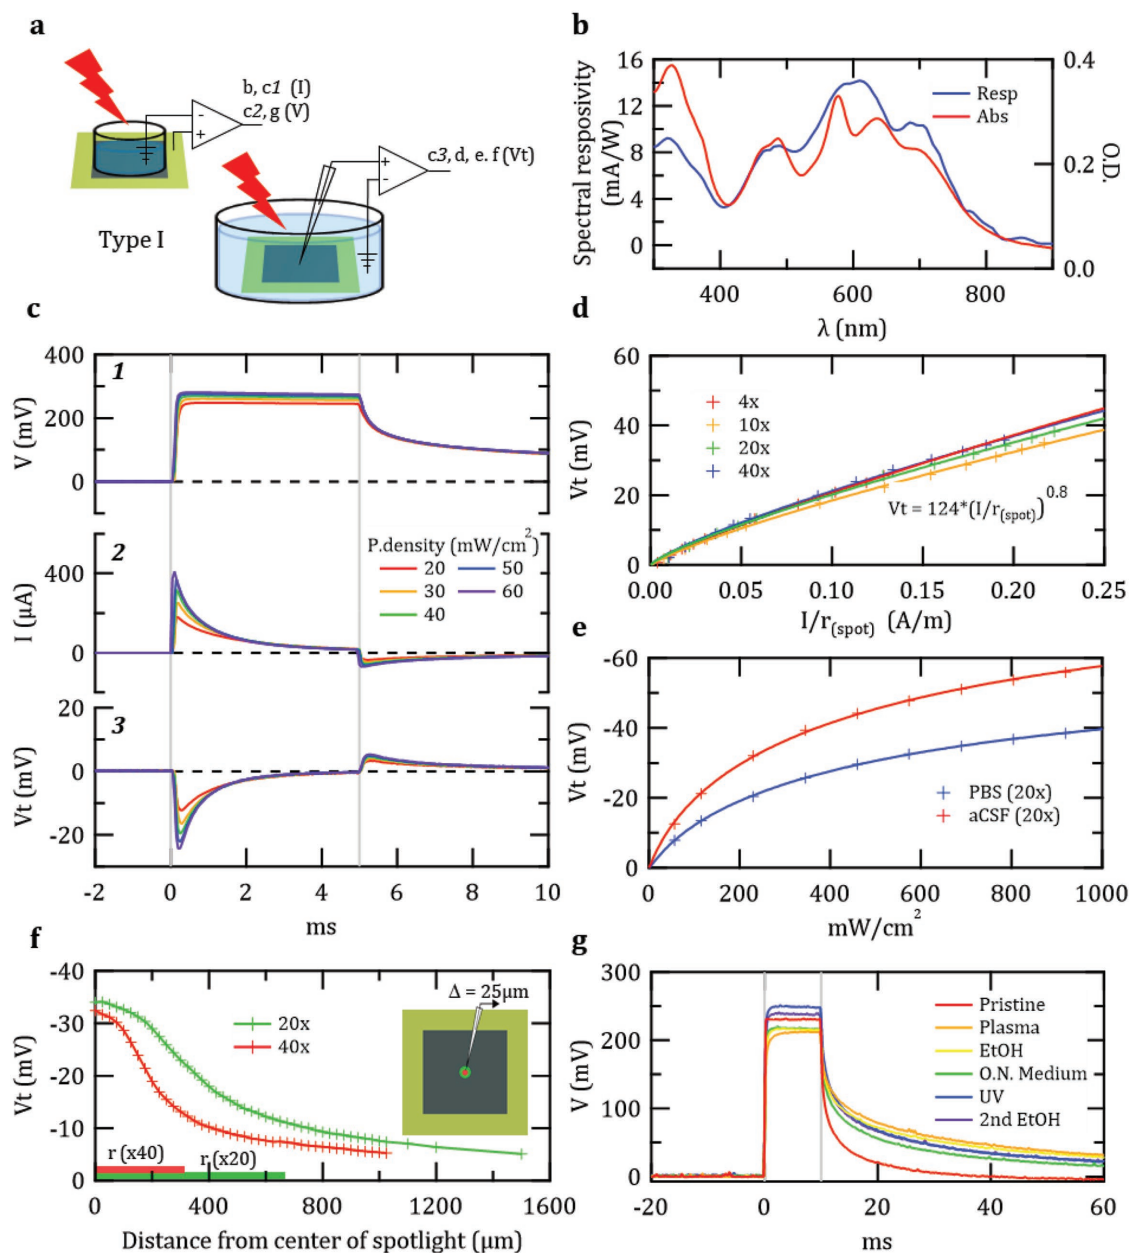 a
b, c1 (I)
c2, g (V)
-
+
c3, d, e. f (Vt)
+
-
Type I
b
Spectral resposivity
(mA/W)
16
12
8
4
0
Resp
Abs
0.4
0.2
0.0
O.D.
400
600
800
λ (nm)
c
1
V (mV)
400
200
0
2
P.density (mW/cm²)
20
50
30
60
40
I (µA)
400
0
3
Vt (mV)
20
0
-20
-2
0
2
4
6
8
10
ms
d
Vt (mV)
60
40
20
0
4x
10x
20x
40x
Vt = 124*(I/r(spot))^0.8
0.00
0.05
0.10
0.15
0.20
0.25
I/r(spot) (A/m)
e
Vt (mV)
-60
-40
-20
0
PBS (20x)
aCSF (20x)
0
200
400
600
800
1000
mW/cm²
f
Vt (mV)
-40
-30
-20
-10
0
20x
40x
Δ = 25µm
r (x40)
r (x20)
0
400
800
1200
1600
Distance from center of spotlight (µm)
g
V (mV)
300
200
100
0
Pristine
Plasma
EtOH
O.N. Medium
UV
2nd EtOH
-20
0
20
40
60
ms